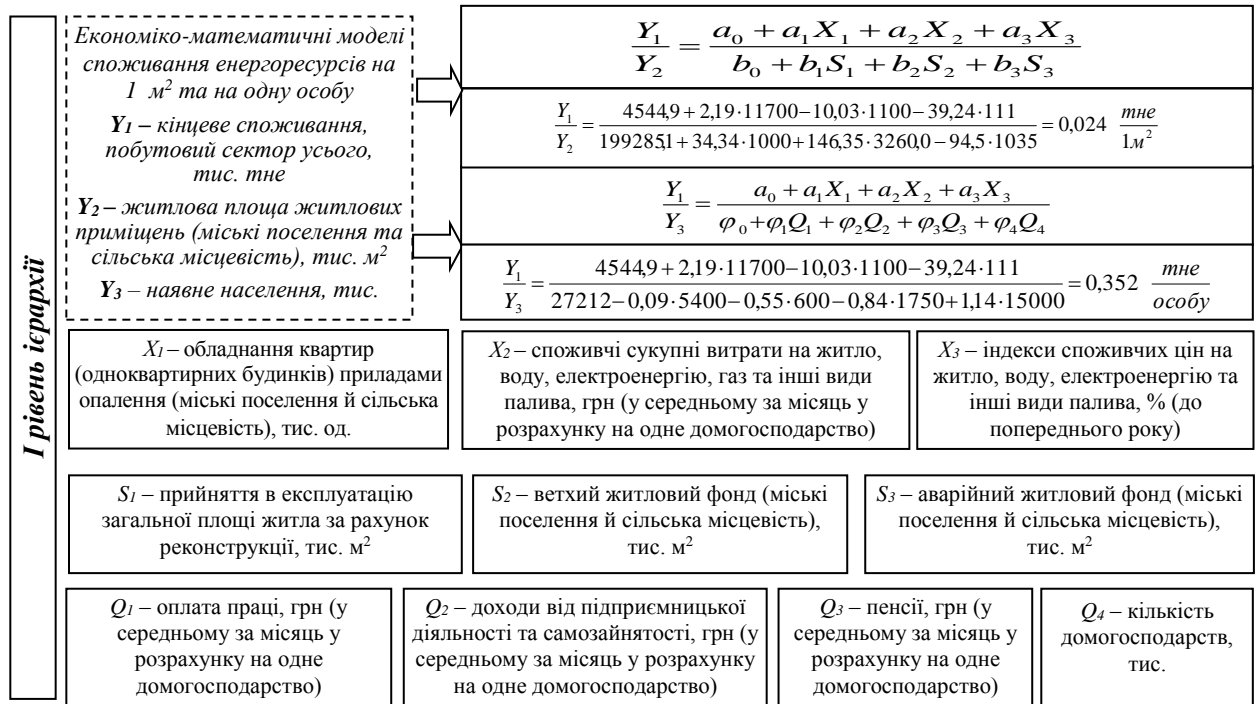 І рівень ієрархії
Економіко-математичні моделі
споживання енергоресурсів на
1 м² та на одну особу
Y1 – кінцеве споживання,
побутовий сектор усього,
тис. тне
Y2 – житлова площа житлових
приміщень (міські поселення та
сільська місцевість), тис. м²
Y3 – наявне населення, тис.
Y₁/Y₂ = (a₀ + a₁X₁ + a₂X₂ + a₃X₃)/(b₀ + b₁S₁ + b₂S₂ + b₃S₃)
Y₁/Y₂ = (4544,9 + 2,19·11700−10,03·1100−39,24·111)/(199285,1 + 34,34·1000+146,35·3260,0−94,5·1035) = 0,024 тне/1м²
Y₁/Y₃ = (a₀ + a₁X₁ + a₂X₂ + a₃X₃)/(φ₀+φ₁Q₁ + φ₂Q₂ + φ₃Q₃ + φ₄Q₄)
Y₁/Y₃ = (4544,9 + 2,19·11700−10,03·1100−39,24·111)/(27212−0,09·5400−0,55·600−0,84·1750+1,14·15000) = 0,352 тне/особу
X1 – обладнання квартир
(одноквартирних будинків) приладами
опалення (міські поселення й сільська
місцевість), тис. од.
X2 – споживчі сукупні витрати на житло,
воду, електроенергію, газ та інші види
палива, грн (у середньому за місяць у
розрахунку на одне домогосподарство)
X3 – індекси споживчих цін на
житло, воду, електроенергію та
інші види палива, % (до
попереднього року)
S1 – прийняття в експлуатацію
загальної площі житла за рахунок
реконструкції, тис. м²
S2 – ветхий житловий фонд (міські
поселення й сільська місцевість),
тис. м²
S3 – аварійний житловий фонд (міські
поселення й сільська місцевість),
тис. м²
Q1 – оплата праці, грн (у
середньому за місяць у
розрахунку на одне
домогосподарство)
Q2 – доходи від підприємницької
діяльності та самозайнятості, грн (у
середньому за місяць у розрахунку
на одне домогосподарство)
Q3 – пенсії, грн (у
середньому за місяць у
розрахунку на одне
домогосподарство)
Q4 – кількість
домогосподарств,
тис.